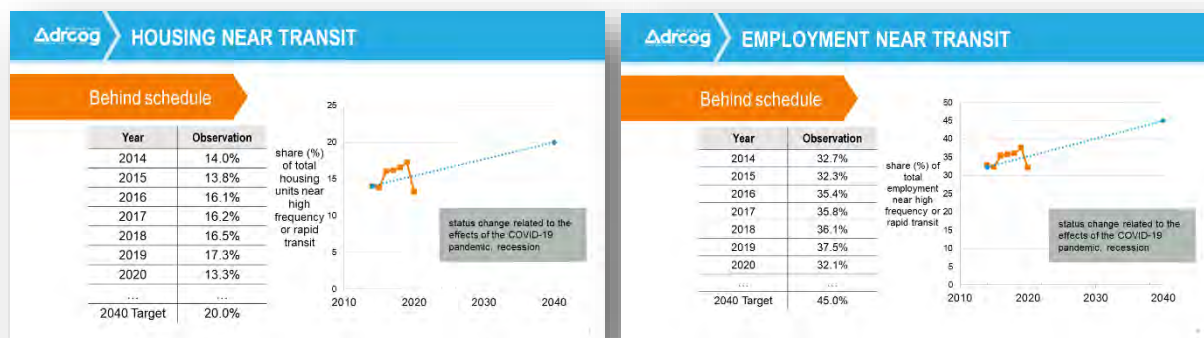 drcog HOUSING NEAR TRANSIT
Behind schedule
Year Observation
2014 14.0%
2015 13.8%
2016 16.1%
2017 16.2%
2018 16.5%
2019 17.3%
2020 13.3%
... ...
2040 Target 20.0%
share (%)
of total
housing
units near
high
frequency
or rapid
transit
25
20
15
10
5
0
2010 2020 2030 2040
status change related to the
effects of the COVID-19
pandemic, recession
drcog EMPLOYMENT NEAR TRANSIT
Behind schedule
Year Observation
2014 32.7%
2015 32.3%
2016 35.4%
2017 35.8%
2018 36.1%
2019 37.5%
2020 32.1%
... ...
2040 Target 45.0%
share (%) of
total
employment
near high
frequency or
rapid transit
50
45
40
35
30
25
20
15
10
5
0
2010 2020 2030 2040
status change related to the
effects of the COVID-19
pandemic, recession